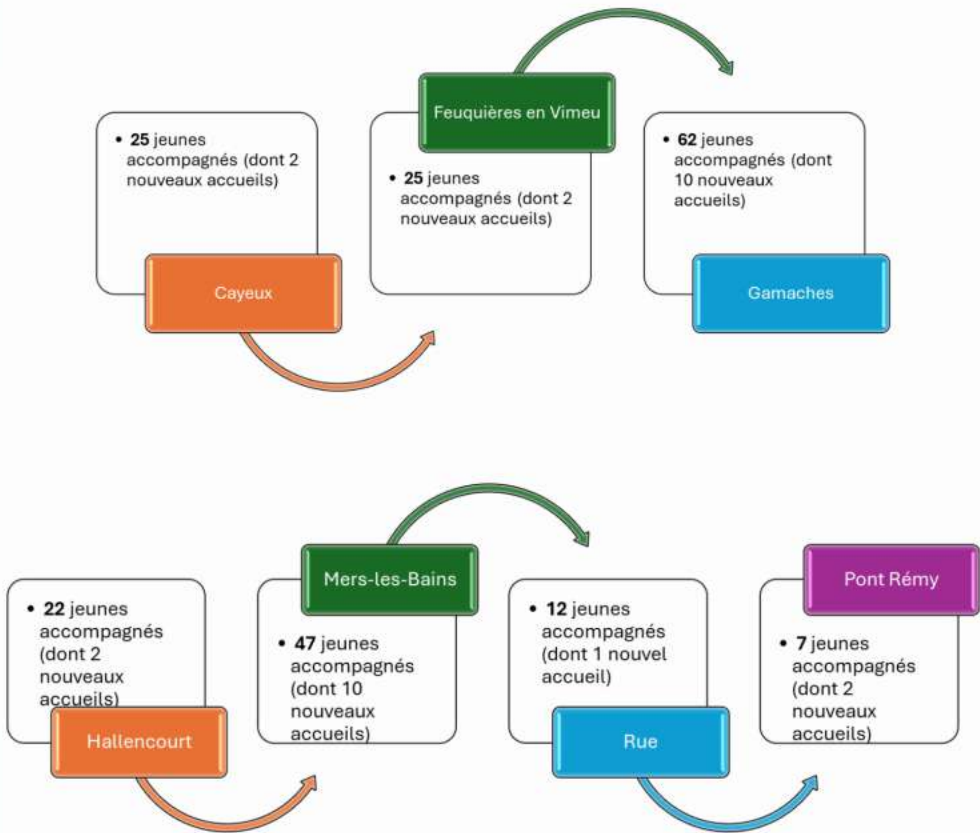 Feuquières en Vimeu
• 25 jeunes
accompagnés (dont 2
nouveaux accueils)
Cayeux
• 25 jeunes
accompagnés (dont 2
nouveaux accueils)
• 62 jeunes
accompagnés (dont
10 nouveaux
accueils)
Gamaches
• 22 jeunes
accompagnés
(dont 2
nouveaux
accueils)
Hallencourt
Mers-les-Bains
• 47 jeunes
accompagnés
(dont 10
nouveaux
accueils)
• 12 jeunes
accompagnés
(dont 1 nouvel
accueil)
Rue
Pont Rémy
• 7 jeunes
accompagnés
(dont 2
nouveaux
accueils)